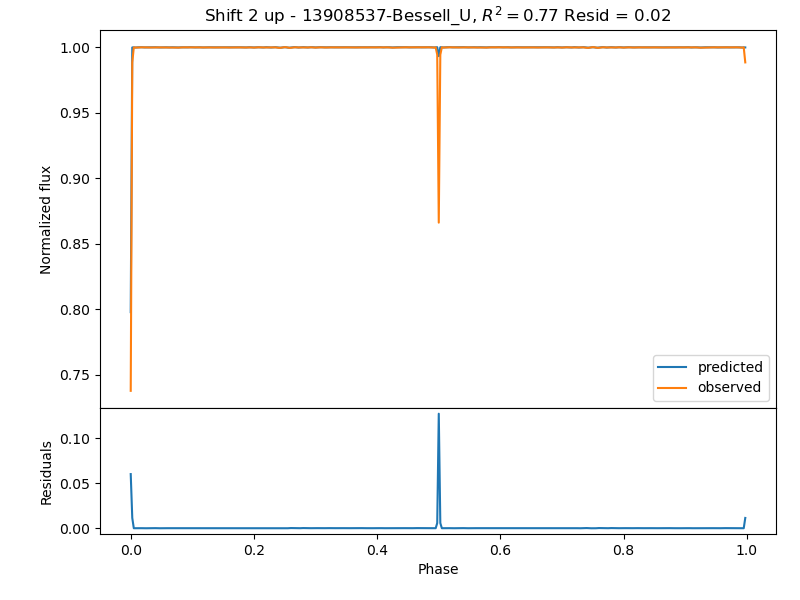 Shift 2 up - 13908537-Bessell_U, R² = 0.77 Resid = 0.02
Normalized flux
1.00
0.95
0.90
0.85
0.80
0.75
predicted
observed
Residuals
0.10
0.05
0.00
0.0 0.2 0.4 0.6 0.8 1.0
Phase